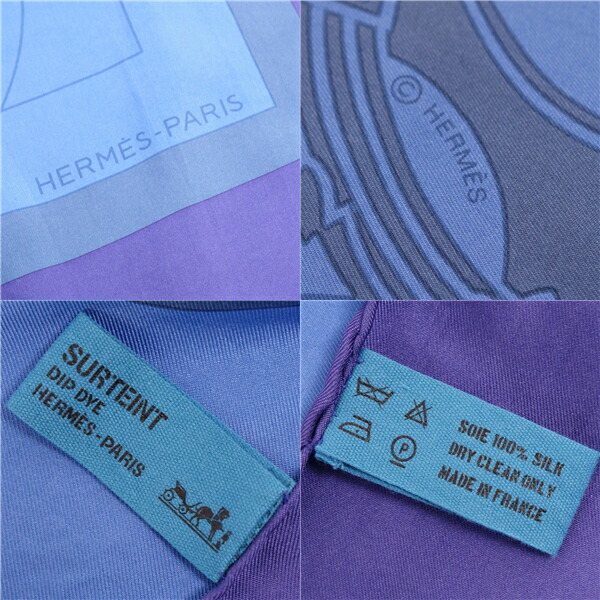 HERMÈS-PARIS
© HERMÈS
SURTEINT
DIP DYE
HERMÈS-PARIS
P
SOIE 100% SILK
DRY CLEAN ONLY
MADE IN FRANCE